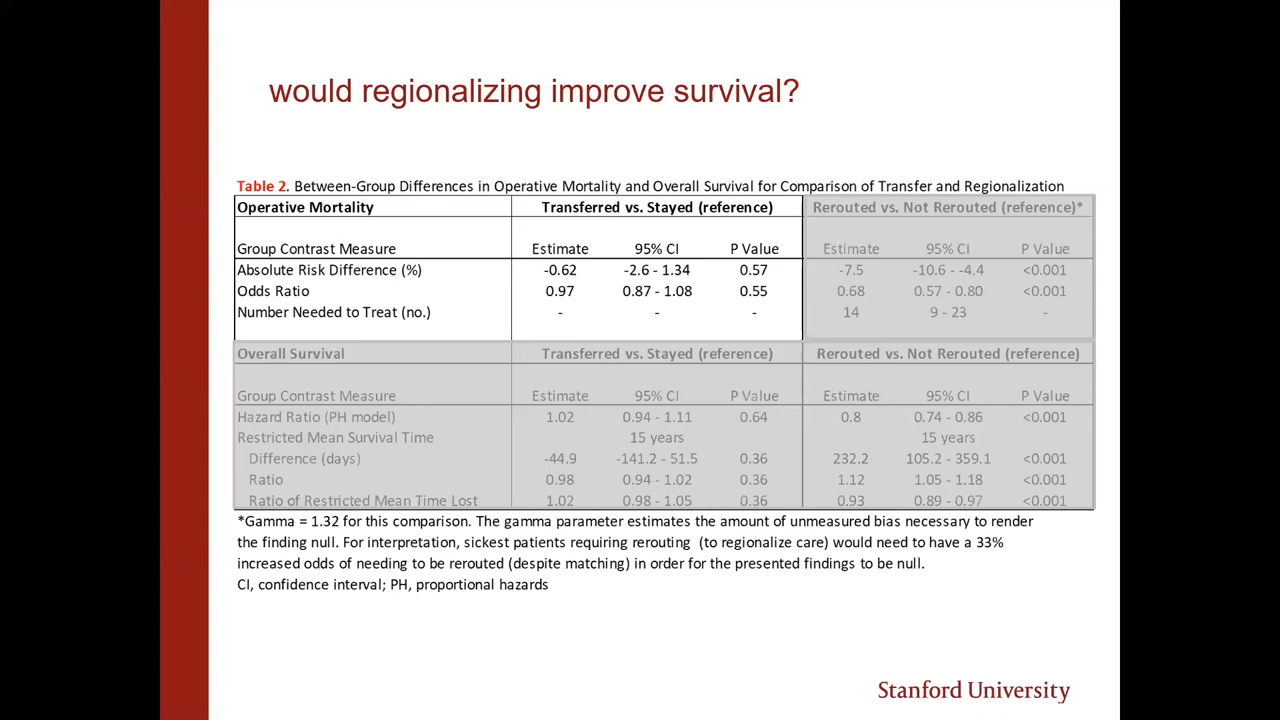 would regionalizing improve survival?
Table 2. Between-Group Differences in Operative Mortality and Overall Survival for Comparison of Transfer and Regionalization
Operative Mortality Transferred vs. Stayed (reference) Rerouted vs. Not Rerouted (reference)*
Group Contrast Measure Estimate 95% CI P Value Estimate 95% CI P Value
Absolute Risk Difference (%) -0.62 -2.6 - 1.34 0.57 -7.5 -10.6 - -4.4 <0.001
Odds Ratio 0.97 0.87 - 1.08 0.55 0.68 0.57 - 0.80 <0.001
Number Needed to Treat (no.) - - - 14 9 - 23 -
Overall Survival Transferred vs. Stayed (reference) Rerouted vs. Not Rerouted (reference)
Group Contrast Measure Estimate 95% CI P Value Estimate 95% CI P Value
Hazard Ratio (PH model) 1.02 0.94 - 1.11 0.64 0.8 0.74 - 0.86 <0.001
Restricted Mean Survival Time 15 years 15 years
Difference (days) -44.9 -141.2 - 51.5 0.36 232.2 105.2 - 359.1 <0.001
Ratio 0.98 0.94 - 1.02 0.36 1.12 1.05 - 1.18 <0.001
Ratio of Restricted Mean Time Lost 1.02 0.98 - 1.05 0.36 0.93 0.89 - 0.97 <0.001
*Gamma = 1.32 for this comparison. The gamma parameter estimates the amount of unmeasured bias necessary to render
the finding null. For interpretation, sickest patients requiring rerouting (to regionalize care) would need to have a 33%
increased odds of needing to be rerouted (despite matching) in order for the presented findings to be null.
CI, confidence interval; PH, proportional hazards
Stanford University